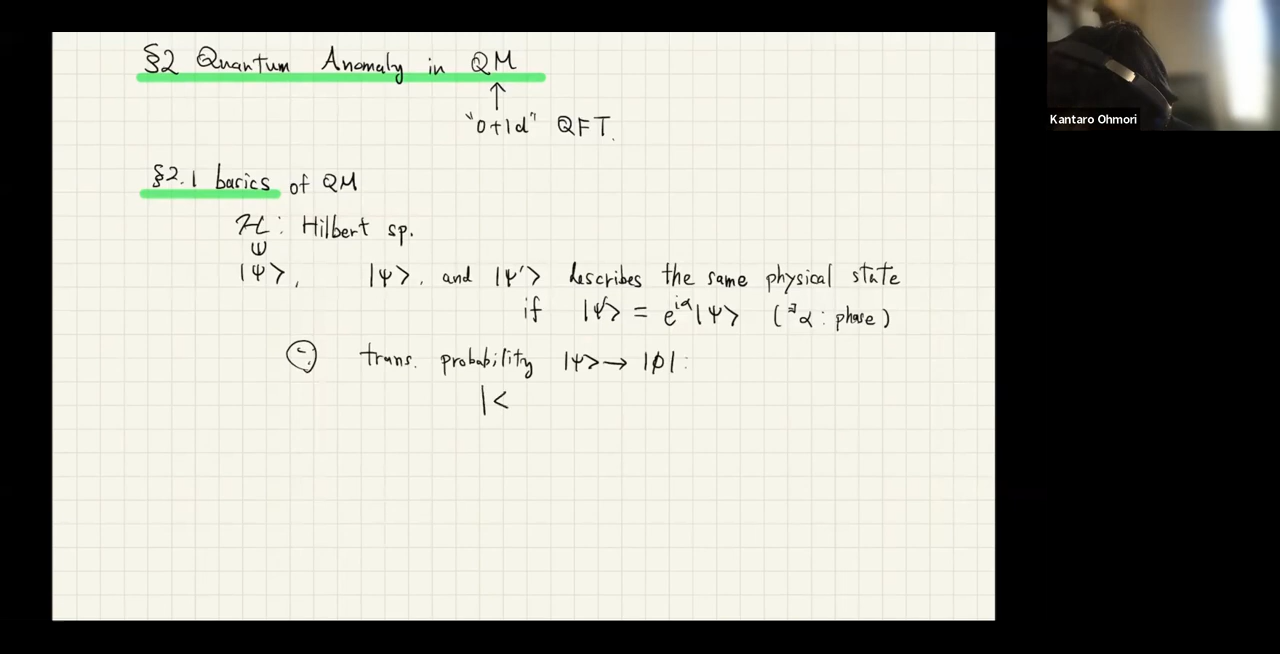 §2 Quantum Anomaly in QM
↑
"0+1d" QFT.
§2.1 barics of QM
ℋ : Hilbert sp.
Ψ
|Ψ>, |Ψ>, and |Ψ'> describes the same physical state
if |Ψ'> = e^{iα}|Ψ> (∃α : phase)
∵ trans. probability |Ψ> → |ϕ| :
|<
Kantaro Ohmori